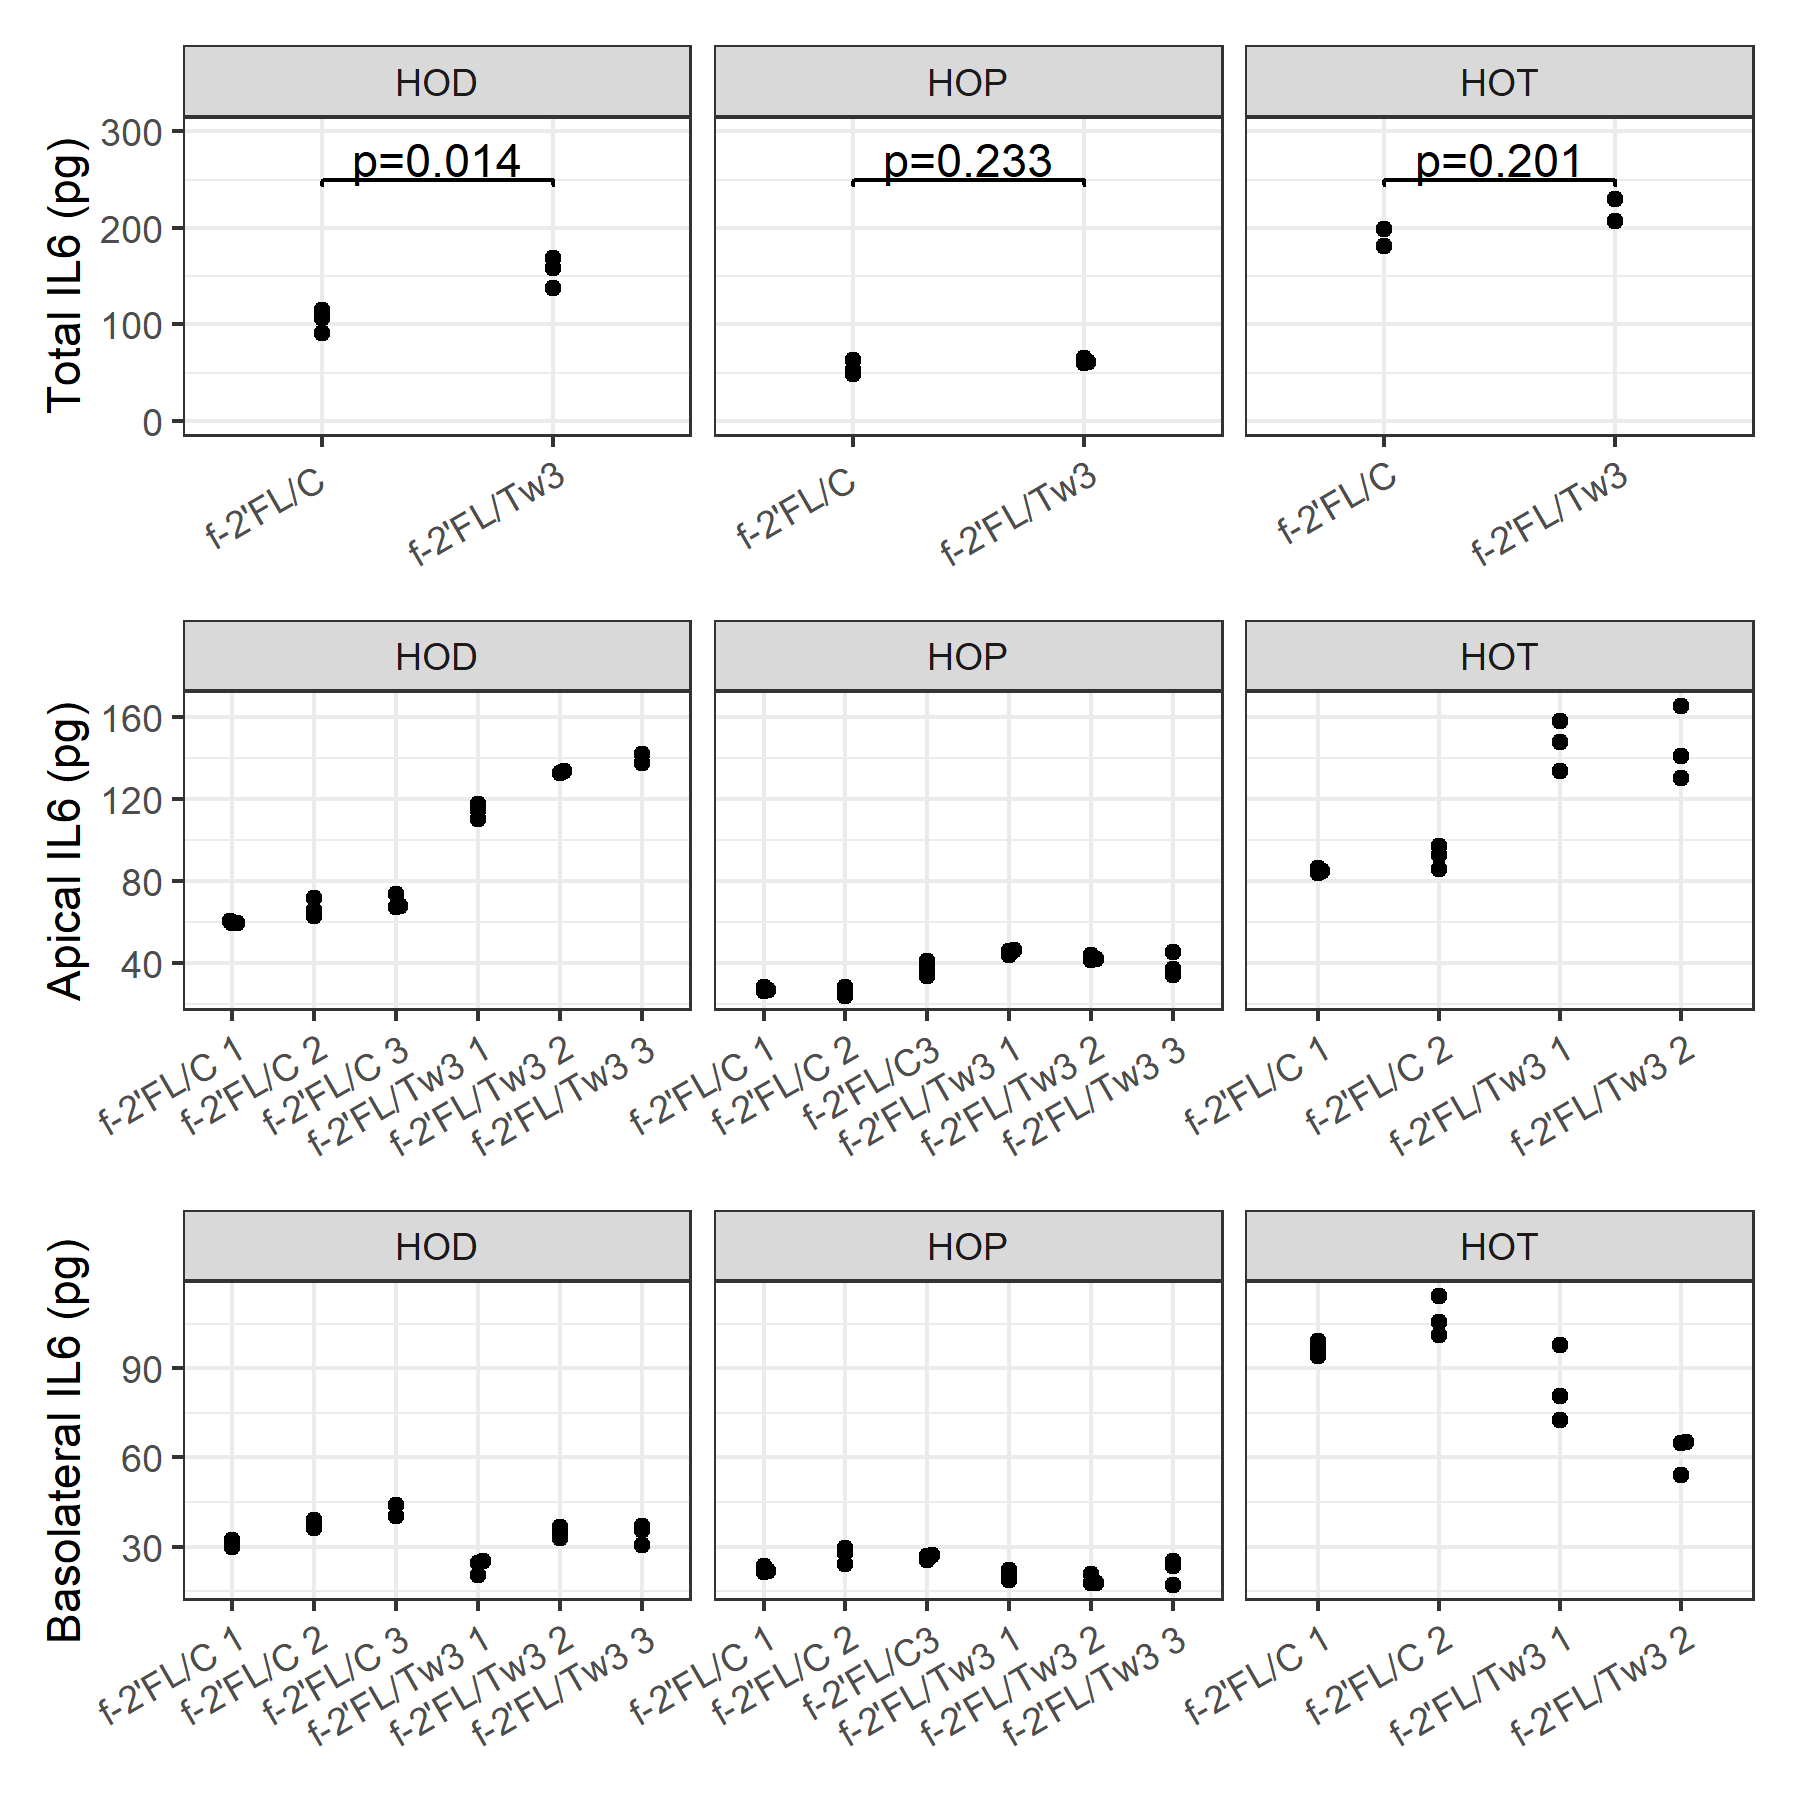 HOD HOP HOT
Total IL6 (pg)
300
200
100
0
p=0.014 p=0.233 p=0.201
f-2'FL/C f-2'FL/Tw3 f-2'FL/C f-2'FL/Tw3 f-2'FL/C f-2'FL/Tw3
HOD HOP HOT
Apical IL6 (pg)
160
120
80
40
f-2'FL/C 1 f-2'FL/C 2 f-2'FL/C 3 f-2'FL/Tw3 1 f-2'FL/Tw3 2 f-2'FL/Tw3 3 f-2'FL/C 1 f-2'FL/C 2 f-2'FL/C3 f-2'FL/Tw3 1 f-2'FL/Tw3 2 f-2'FL/Tw3 3 f-2'FL/C 1 f-2'FL/C 2 f-2'FL/Tw3 1 f-2'FL/Tw3 2
HOD HOP HOT
Basolateral IL6 (pg)
90
60
30
f-2'FL/C 1 f-2'FL/C 2 f-2'FL/C 3 f-2'FL/Tw3 1 f-2'FL/Tw3 2 f-2'FL/Tw3 3 f-2'FL/C 1 f-2'FL/C 2 f-2'FL/C3 f-2'FL/Tw3 1 f-2'FL/Tw3 2 f-2'FL/Tw3 3 f-2'FL/C 1 f-2'FL/C 2 f-2'FL/Tw3 1 f-2'FL/Tw3 2